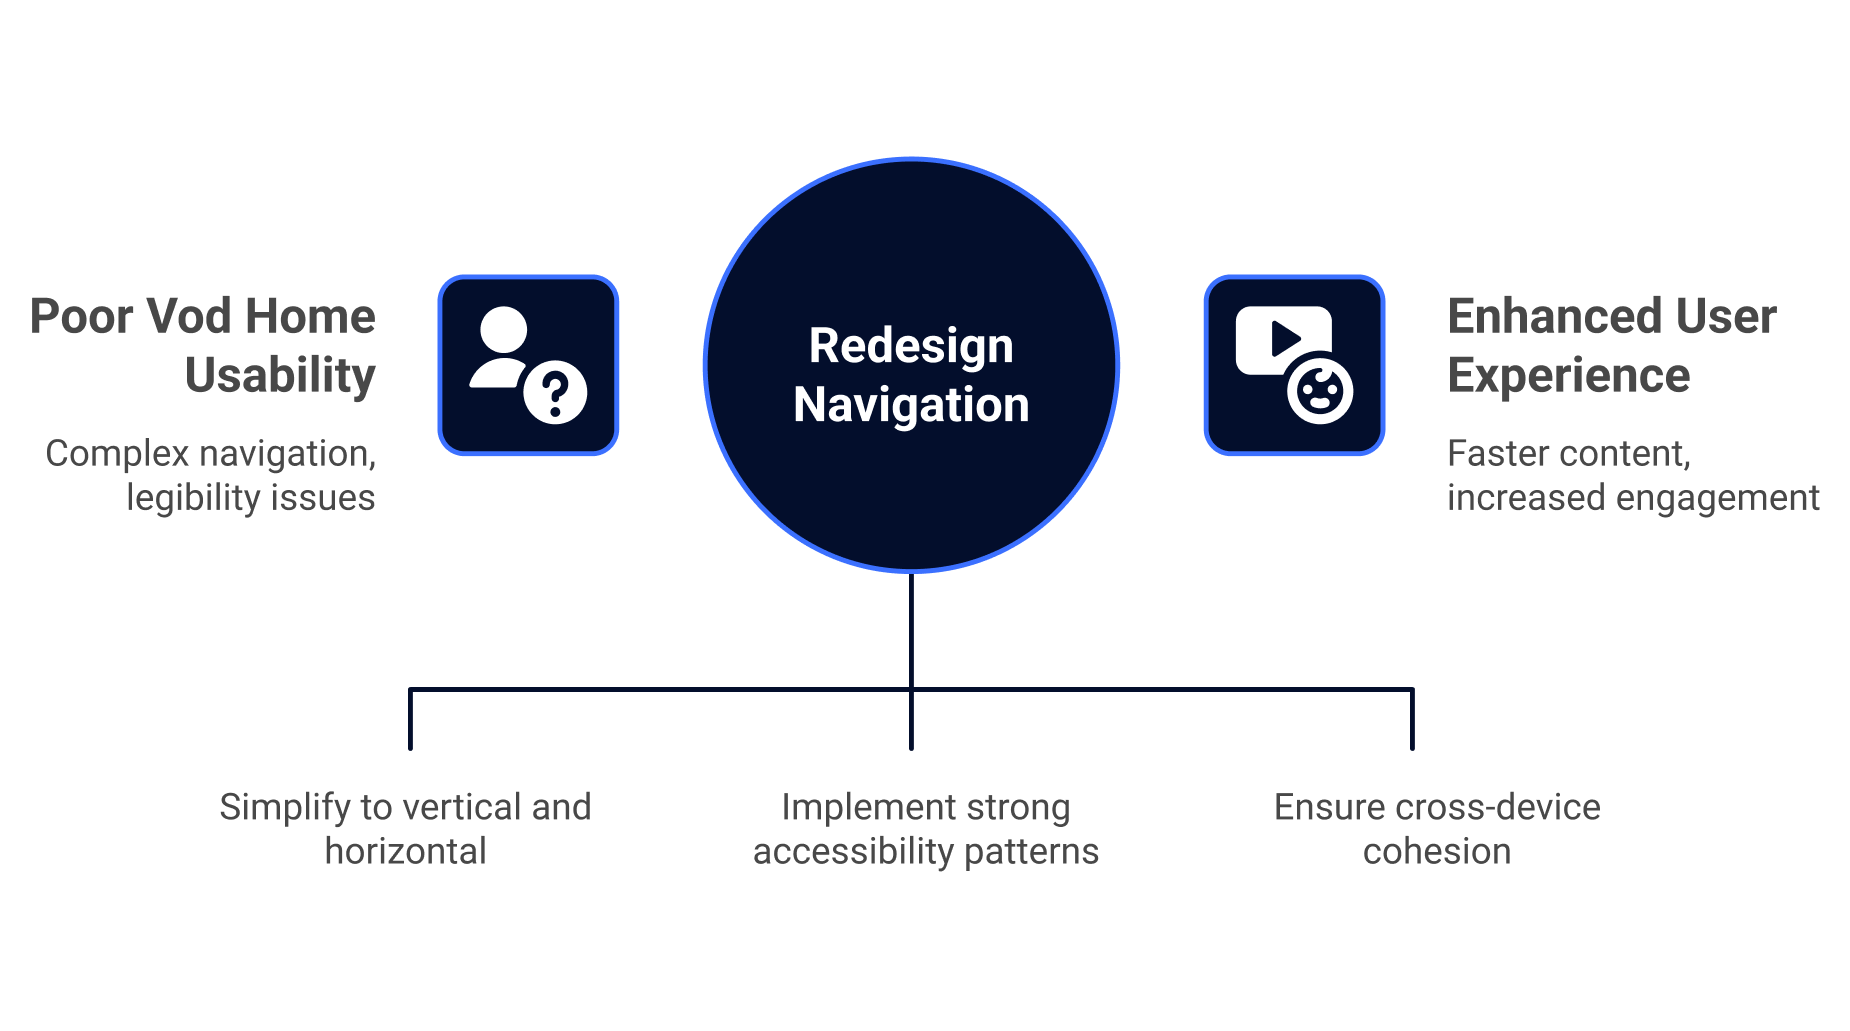 Poor Vod Home
Usability
Complex navigation,
legibility issues
Redesign
Navigation
Enhanced User
Experience
Faster content,
increased engagement
Simplify to vertical and
horizontal
Implement strong
accessibility patterns
Ensure cross-device
cohesion